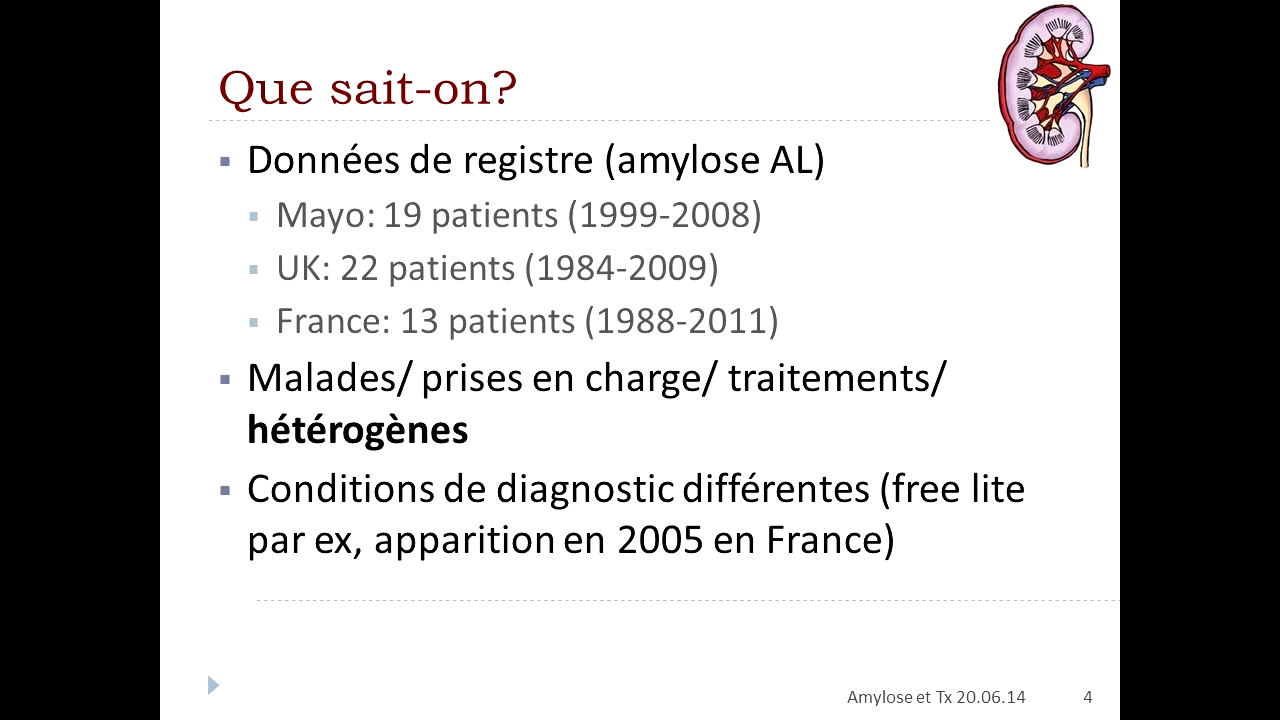 Que sait-on?
Données de registre (amylose AL)
Mayo: 19 patients (1999-2008)
UK: 22 patients (1984-2009)
France: 13 patients (1988-2011)
Malades/ prises en charge/ traitements/
hétérogènes
Conditions de diagnostic différentes (free lite
par ex, apparition en 2005 en France)
Amylose et Tx 20.06.14 4